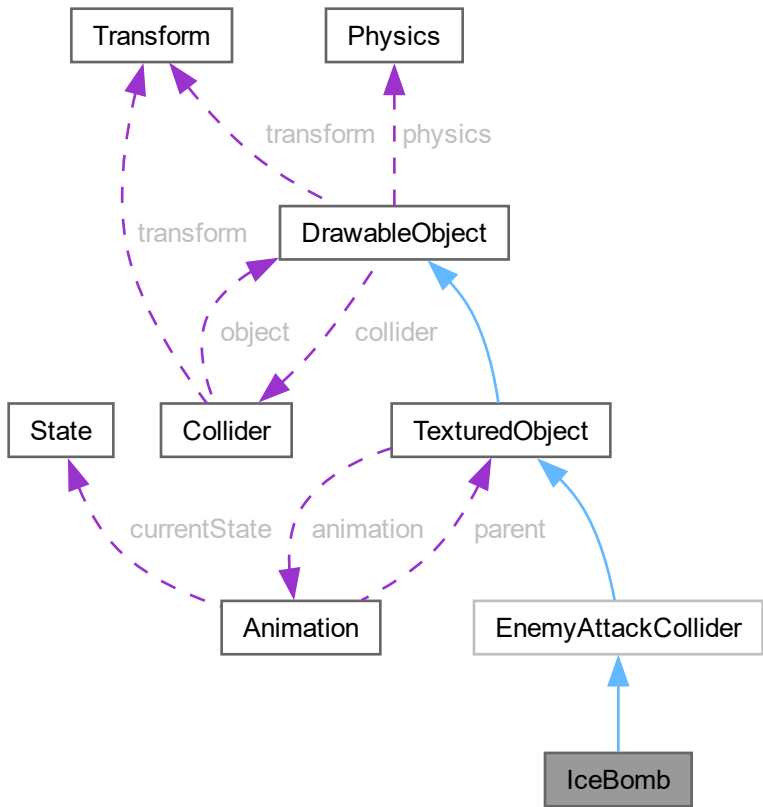 Transform
Physics
transform
physics
DrawableObject
transform
object
collider
State
Collider
TexturedObject
currentState
animation
parent
Animation
EnemyAttackCollider
IceBomb